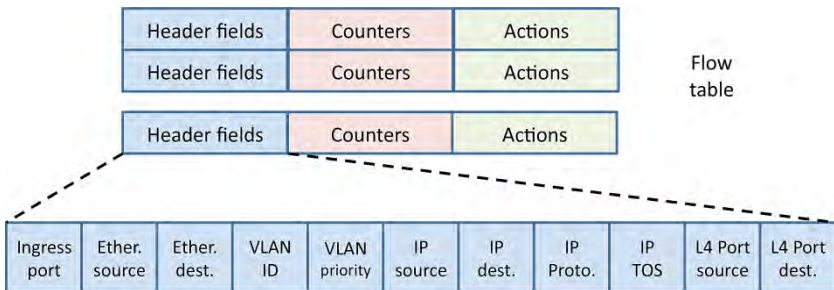 Header fields Counters Actions
Header fields Counters Actions
Flow
table
Header fields Counters Actions
Ingress Ether. Ether. VLAN VLAN IP IP IP IP L4 Port L4 Port
port source dest. ID priority source dest. Proto. TOS source dest.